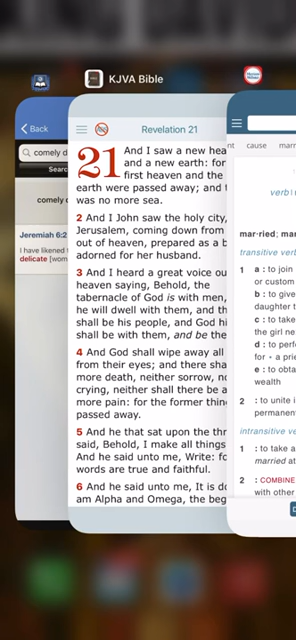 KJVA Bible
Back
comely d
Searc
comely c
Jeremiah 6:2
I have likened t
delicate [wom
Revelation 21
21 And I saw a new hea
and a new earth: for
first heaven and the
earth were passed away; and t
was no more sea.
2 And I John saw the holy city,
Jerusalem, coming down from
out of heaven, prepared as a b
adorned for her husband.
3 And I heard a great voice ou
heaven saying, Behold, the
tabernacle of God is with men,
he will dwell with them, and th
shall be his people, and God hi
shall be with them, and be the
4 And God shall wipe away all
from their eyes; and there sha
more death, neither sorrow, no
crying, neither shall there be a
more pain: for the former thin
passed away.
5 And he that sat upon the thr
said, Behold, I make all things
And he said unto me, Write: fo
words are true and faithful.
6 And he said unto me, It is do
am Alpha and Omega, the beg
nt cause marr
verb
mar·ried; mar
transitive verb
1 a : to join
or custom
b : to give
daughter t
c : to take
the girl ne
d : to perf
for • a prie
e : to obta
wealth
2 : to unite i
permanent
intransitive ver
1 : to take a
married at
2 : COMBINE
with other